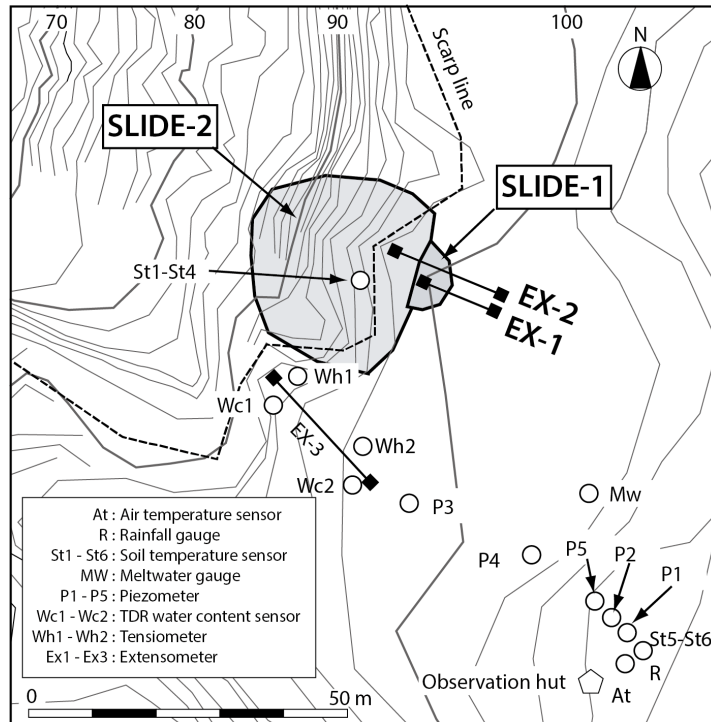 70 80 90 100
N
Scarp line
SLIDE-2
SLIDE-1
St1-St4
EX-2
EX-1
Wh1
Wc1
EX-3
Wh2
Wc2
P3
Mw
P4
P5
P2
P1
St5-St6
R
Observation hut
At
At : Air temperature sensor
R : Rainfall gauge
St1 - St6 : Soil temperature sensor
MW : Meltwater gauge
P1 - P5 : Piezometer
Wc1 - Wc2 : TDR water content sensor
Wh1 - Wh2 : Tensiometer
Ex1 - Ex3 : Extensometer
0 50 m